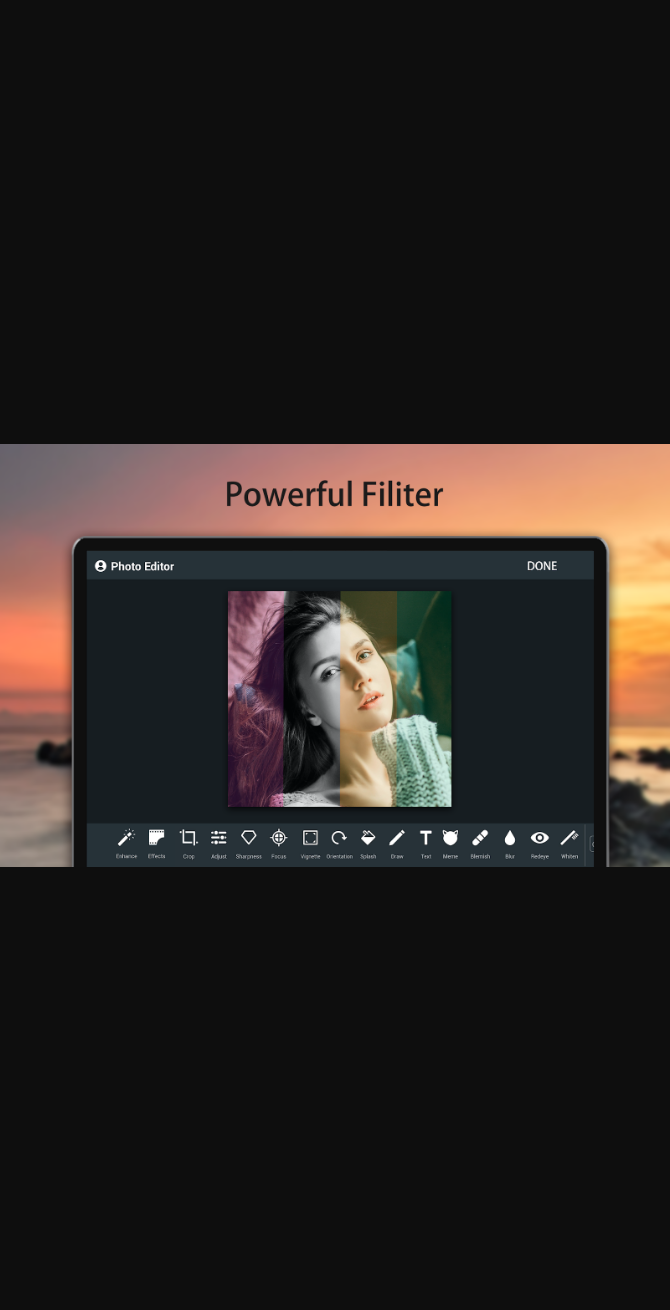 Powerful Filiter
Photo Editor DONE
Enhance Effects Crop Adjust Sharpness Focus Vignette Orientation Splash Draw Text Meme Blemish Blur Redeye Whiten